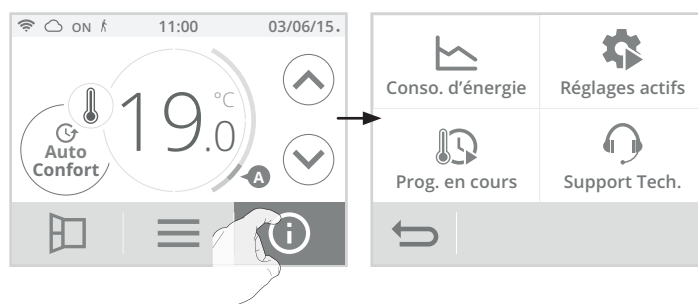 ON 11:00 03/06/15.
19.0 °C
Auto
Confort
A
Conso. d'énergie
Réglages actifs
Prog. en cours
Support Tech.